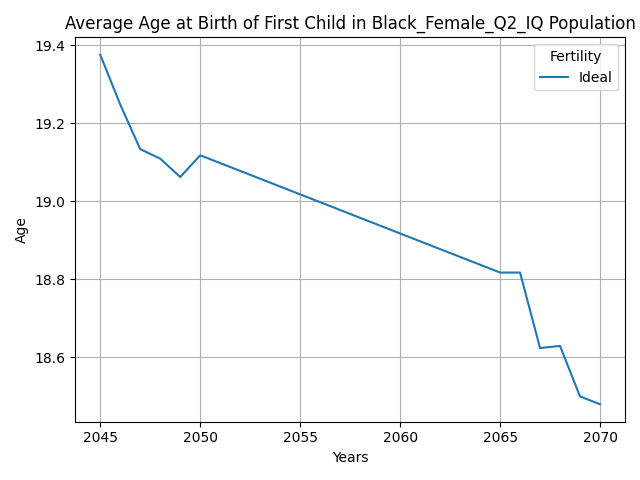 Average Age at Birth of First Child in Black_Female_Q2_IQ Population
Fertility
Ideal
Age
19.4
19.2
19.0
18.8
18.6
2045 2050 2055 2060 2065 2070
Years